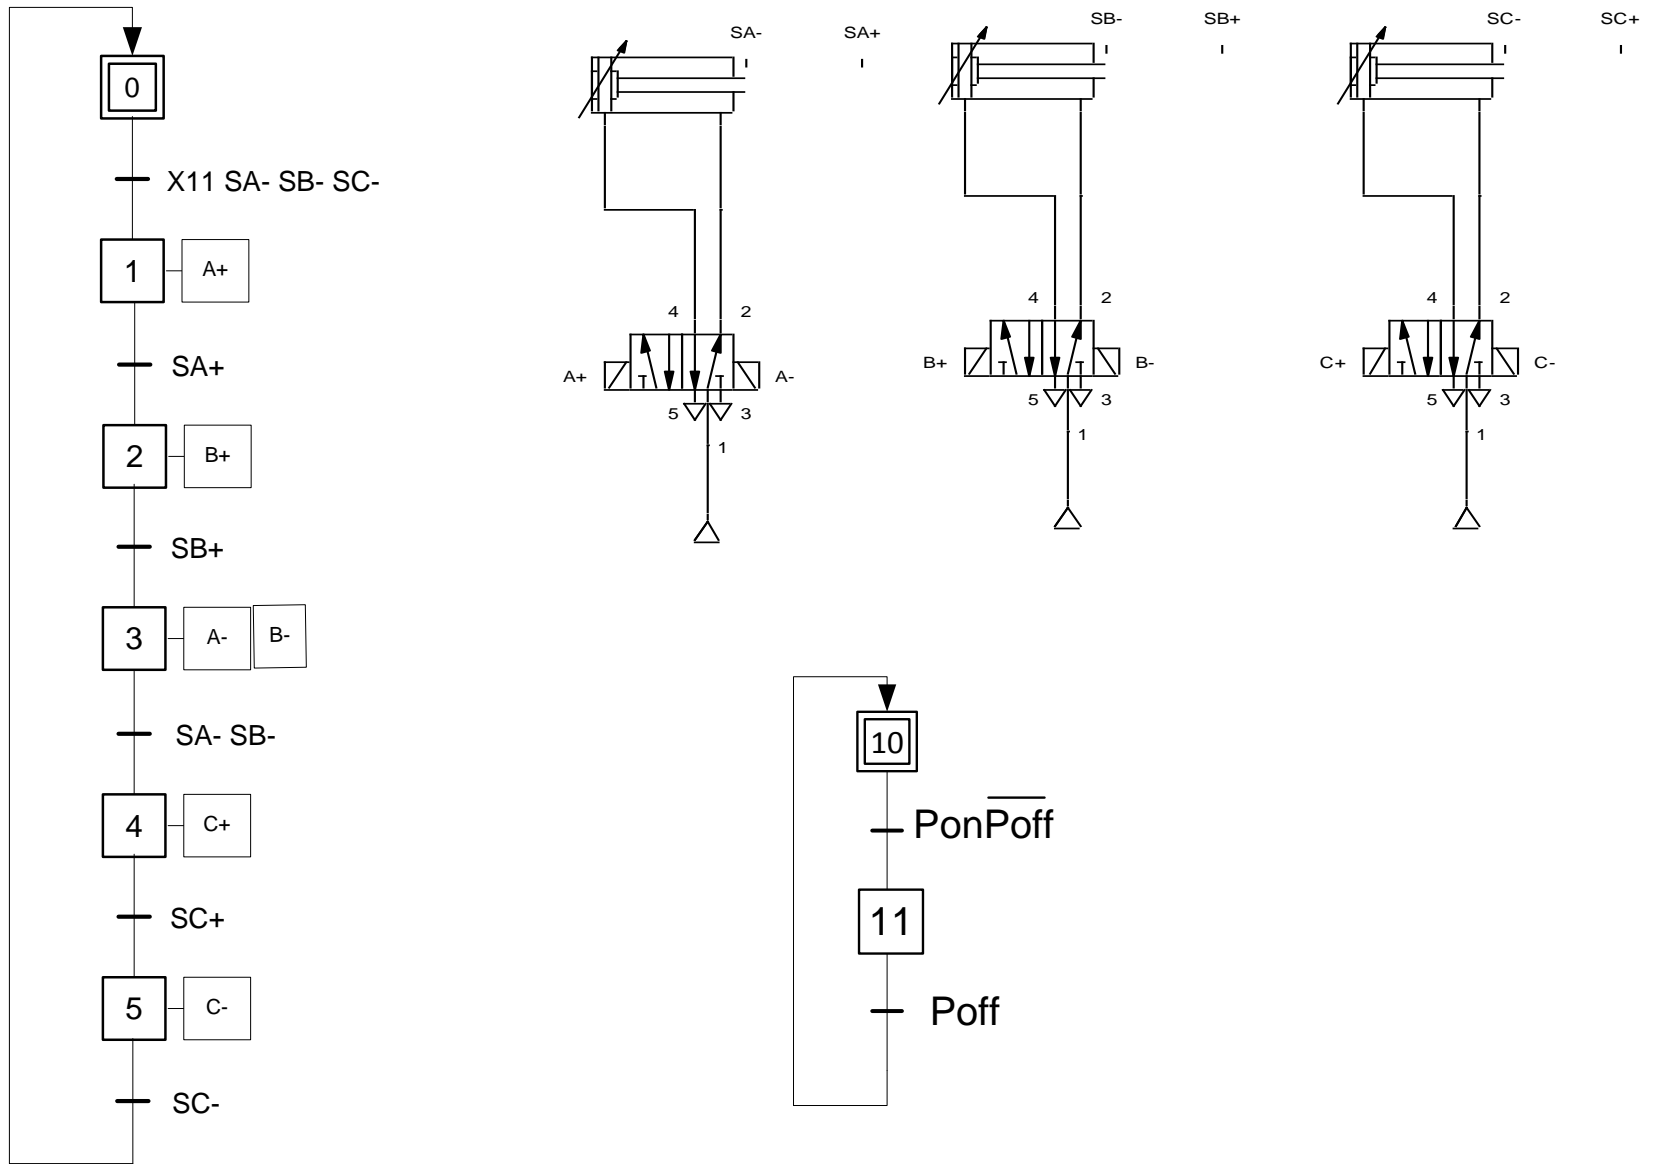 0
X11 SA- SB- SC-
1
A+
SA+
2
B+
SB+
3
A-
B-
SA- SB-
4
C+
SC+
5
C-
SC-
SA-
SA+
4
2
A+
A-
5
3
1
SB-
SB+
4
2
B+
B-
5
3
1
SC-
SC+
4
2
C+
C-
5
3
1
10
PonPoff
11
Poff